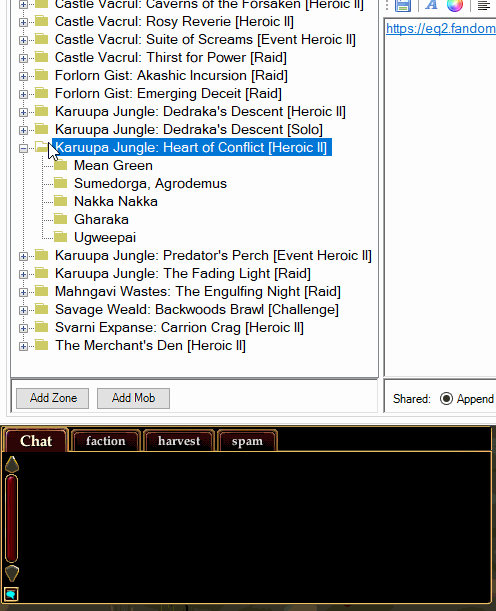 Castle Vacrul: Caverns of the Forsaken [Heroic II]
Castle Vacrul: Rosy Reverie [Heroic II]
Castle Vacrul: Suite of Screams [Event Heroic II]
Castle Vacrul: Thirst for Power [Raid]
Forlorn Gist: Akashic Incursion [Raid]
Forlorn Gist: Emerging Deceit [Raid]
Karuupa Jungle: Dedraka's Descent [Heroic II]
Karuupa Jungle: Dedraka's Descent [Solo]
Karuupa Jungle: Heart of Conflict [Heroic II]
Mean Green
Sumedorga, Agrodemus
Nakka Nakka
Gharaka
Ugweepai
Karuupa Jungle: Predator's Perch [Event Heroic II]
Karuupa Jungle: The Fading Light [Raid]
Mahngavi Wastes: The Engulfing Night [Raid]
Savage Weald: Backwoods Brawl [Challenge]
Svarni Expanse: Carrion Crag [Heroic II]
The Merchant's Den [Heroic II]
A
https://eq2.fandom
Add Zone Add Mob
Shared: Append
Chat faction harvest spam